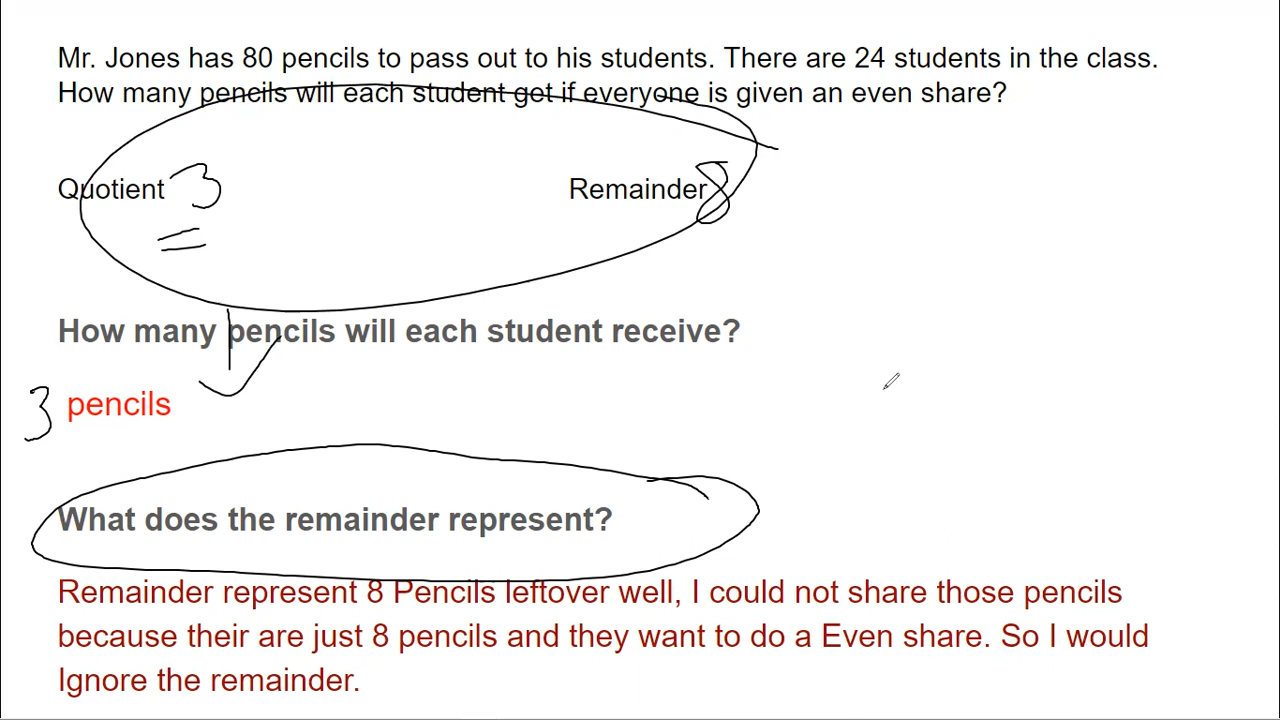 Mr. Jones has 80 pencils to pass out to his students. There are 24 students in the class.
How many pencils will each student get if everyone is given an even share?
Quotient 3 Remainder 8
How many pencils will each student receive?
3 pencils
What does the remainder represent?
Remainder represent 8 Pencils leftover well, I could not share those pencils
because their are just 8 pencils and they want to do a Even share. So I would
Ignore the remainder.